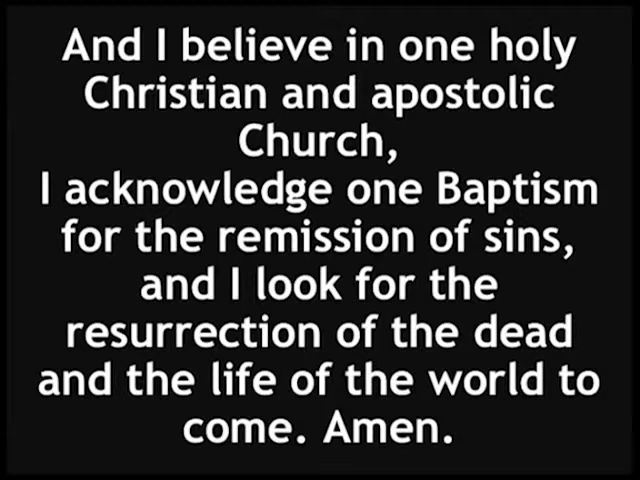 And I believe in one holy
Christian and apostolic
Church,
I acknowledge one Baptism
for the remission of sins,
and I look for the
resurrection of the dead
and the life of the world to
come. Amen.